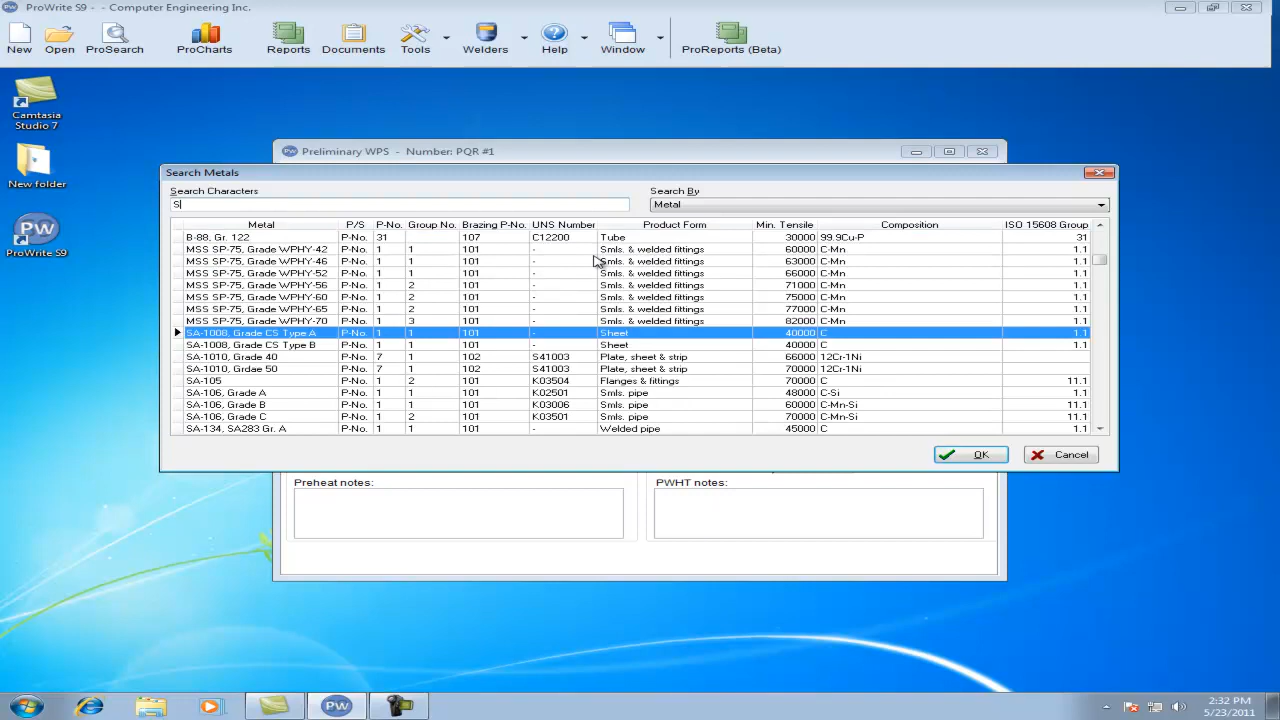 ProWrite S9 - - Computer Engineering Inc.
New Open ProSearch ProCharts Reports Documents Tools Welders Help Window ProReports (Beta)
Camtasia Studio 7
New folder
ProWrite S9
Preliminary WPS - Number: PQR #1
Search Metals
Search Characters Search By
S Metal
Metal P/S P-No. Group No. Brazing P-No. UNS Number Product Form Min. Tensile Composition ISO 15608 Group
B-88, Gr. 122 P-No. 31 107 C12200 Tube 30000 99.9Cu-P 31
MSS SP-75, Grade WPHY-42 P-No. 1 1 101 - Smls. & welded fittings 60000 C-Mn 1.1
MSS SP-75, Grade WPHY-46 P-No. 1 1 101 - Smls. & welded fittings 63000 C-Mn 1.1
MSS SP-75, Grade WPHY-52 P-No. 1 1 101 - Smls. & welded fittings 66000 C-Mn 1.1
MSS SP-75, Grade WPHY-56 P-No. 1 2 101 - Smls. & welded fittings 71000 C-Mn 1.1
MSS SP-75, Grade WPHY-60 P-No. 1 2 101 - Smls. & welded fittings 75000 C-Mn 1.1
MSS SP-75, Grade WPHY-65 P-No. 1 2 101 - Smls. & welded fittings 77000 C-Mn 1.1
MSS SP-75, Grade WPHY-70 P-No. 1 3 101 - Smls. & welded fittings 82000 C-Mn 1.1
SA-1008, Grade CS Type A P-No. 1 1 101 - Sheet 40000 C 1.1
SA-1008, Grade CS Type B P-No. 1 1 101 - Sheet 40000 C 1.1
SA-1010, Grade 40 P-No. 7 1 102 S41003 Plate, sheet & strip 66000 12Cr-1Ni
SA-1010, Grdae 50 P-No. 7 1 102 S41003 Plate, sheet & strip 70000 12Cr-1Ni
SA-105 P-No. 1 2 101 K03504 Flanges & fittings 70000 C 11.1
SA-106, Grade A P-No. 1 1 101 K02501 Smls. pipe 48000 C-Si 1.1
SA-106, Grade B P-No. 1 1 101 K03006 Smls. pipe 60000 C-Mn-Si 11.1
SA-106, Grade C P-No. 1 2 101 K03501 Smls. pipe 70000 C-Mn-Si 11.1
SA-134, SA283 Gr. A P-No. 1 1 101 - Welded pipe 45000 C 1.1
OK Cancel
Preheat notes: PWHT notes:
2:32 PM
5/23/2011